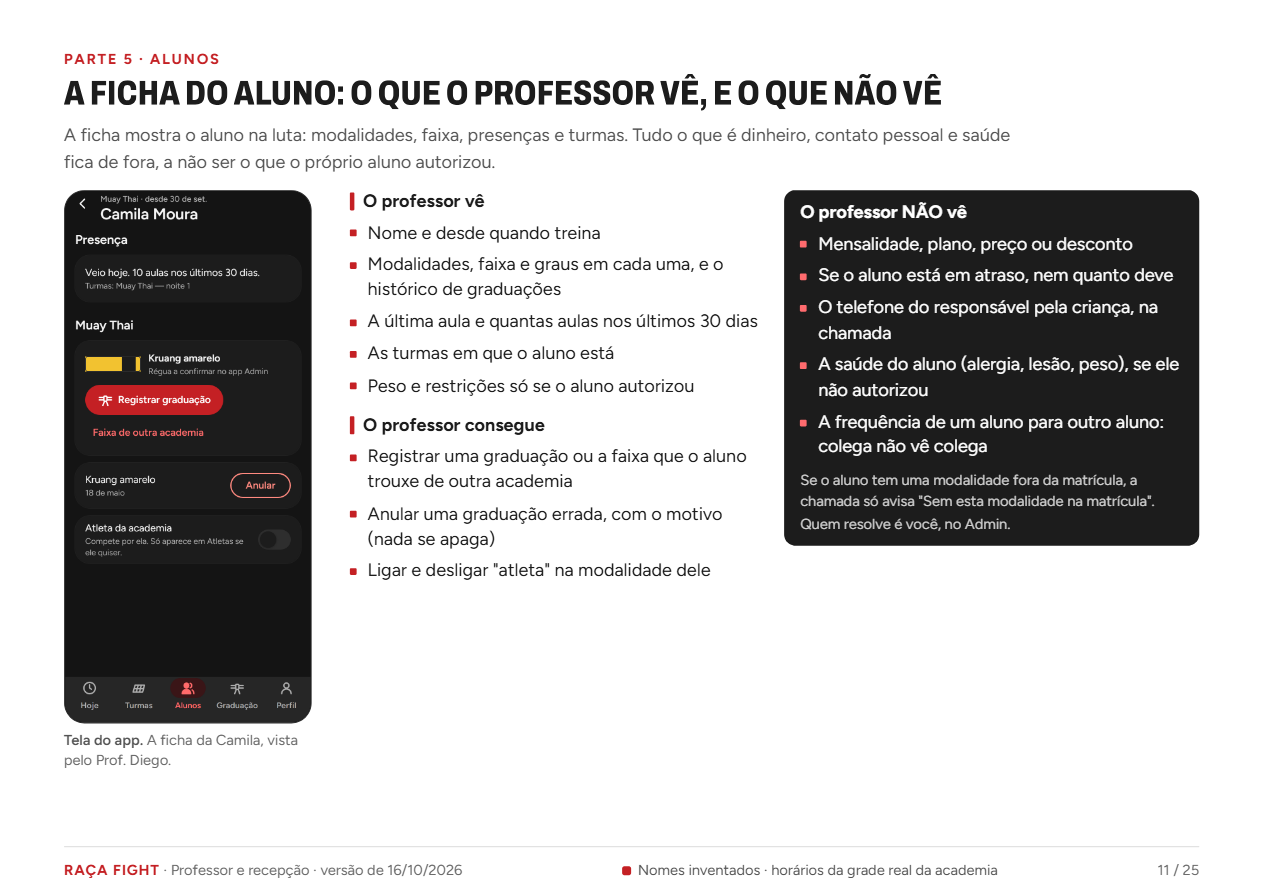 PARTE 5 · ALUNOS
A FICHA DO ALUNO: O QUE O PROFESSOR VÊ, E O QUE NÃO VÊ
A ficha mostra o aluno na luta: modalidades, faixa, presenças e turmas. Tudo o que é dinheiro, contato pessoal e saúde
fica de fora, a não ser o que o próprio aluno autorizou.
Muay Thai · desde 30 de set.
Camila Moura
Presença
Veio hoje. 10 aulas nos últimos 30 dias.
Turmas: Muay Thai — noite 1
Muay Thai
Kruang amarelo
Régua a confirmar no app Admin
Registrar graduação
Faixa de outra academia
Kruang amarelo
18 de maio
Anular
Atleta da academia
Compete por ela. Só aparece em Atletas se
ele quiser.
Hoje
Turmas
Alunos
Graduação
Perfil
Tela do app. A ficha da Camila, vista
pelo Prof. Diego.
O professor vê
Nome e desde quando treina
Modalidades, faixa e graus em cada uma, e o
histórico de graduações
A última aula e quantas aulas nos últimos 30 dias
As turmas em que o aluno está
Peso e restrições só se o aluno autorizou
O professor consegue
Registrar uma graduação ou a faixa que o aluno
trouxe de outra academia
Anular uma graduação errada, com o motivo
(nada se apaga)
Ligar e desligar "atleta" na modalidade dele
O professor NÃO vê
Mensalidade, plano, preço ou desconto
Se o aluno está em atraso, nem quanto deve
O telefone do responsável pela criança, na
chamada
A saúde do aluno (alergia, lesão, peso), se ele
não autorizou
A frequência de um aluno para outro aluno:
colega não vê colega
Se o aluno tem uma modalidade fora da matrícula, a
chamada só avisa "Sem esta modalidade na matrícula".
Quem resolve é você, no Admin.
RAÇA FIGHT · Professor e recepção · versão de 16/10/2026
Nomes inventados · horários da grade real da academia
11 / 25